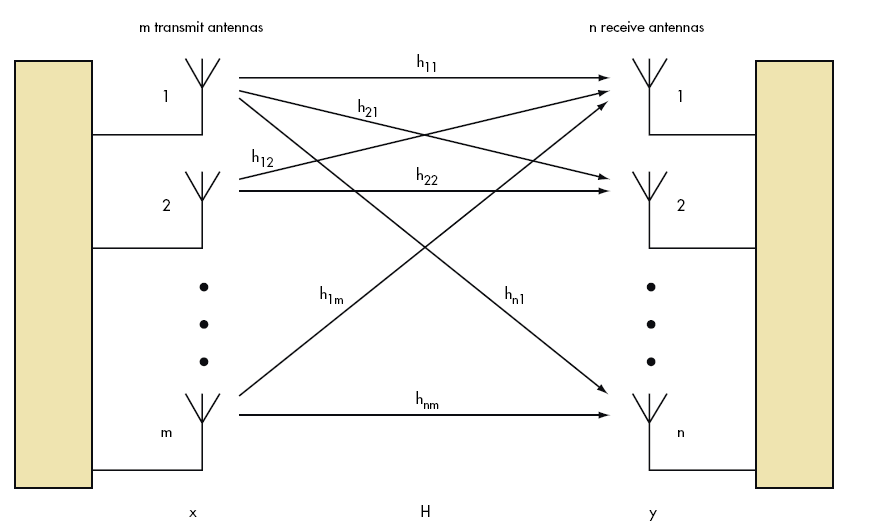 m transmit antennas
n receive antennas
h11
1
1
h21
h12
h22
2
2
h1m
hn1
hnm
m
n
x
H
y